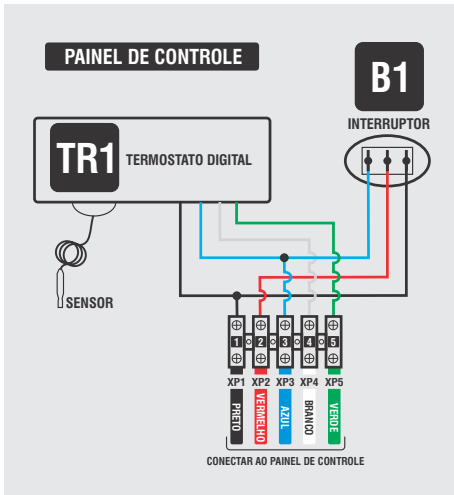 PAINEL DE CONTROLE
B1
INTERRUPTOR
TR1 TERMOSTATO DIGITAL
SENSOR
1 2 3 4 5
XP1 XP2 XP3 XP4 XP5
PRETO
VERMELHO
AZUL
BRANCO
VERDE
CONECTAR AO PAINEL DE CONTROLE